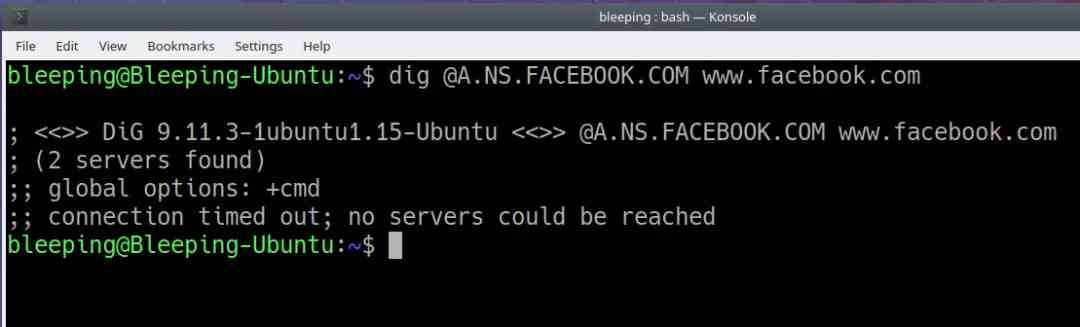 bleeping : bash — Konsole
File Edit View Bookmarks Settings Help
bleeping@Bleeping-Ubuntu:~$ dig @A.NS.FACEBOOK.COM www.facebook.com
; <<>> DiG 9.11.3-1ubuntu1.15-Ubuntu <<>> @A.NS.FACEBOOK.COM www.facebook.com
; (2 servers found)
;; global options: +cmd
;; connection timed out; no servers could be reached
bleeping@Bleeping-Ubuntu:~$